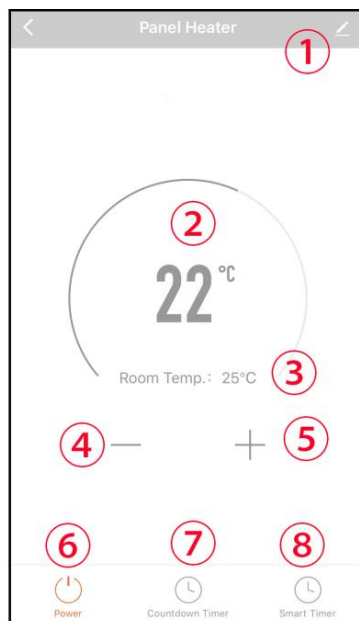 Panel Heater
1
2
22 °C
Room Temp.: 25°C
3
4
5
6
7
8
Power
Countdown Timer
Smart Timer